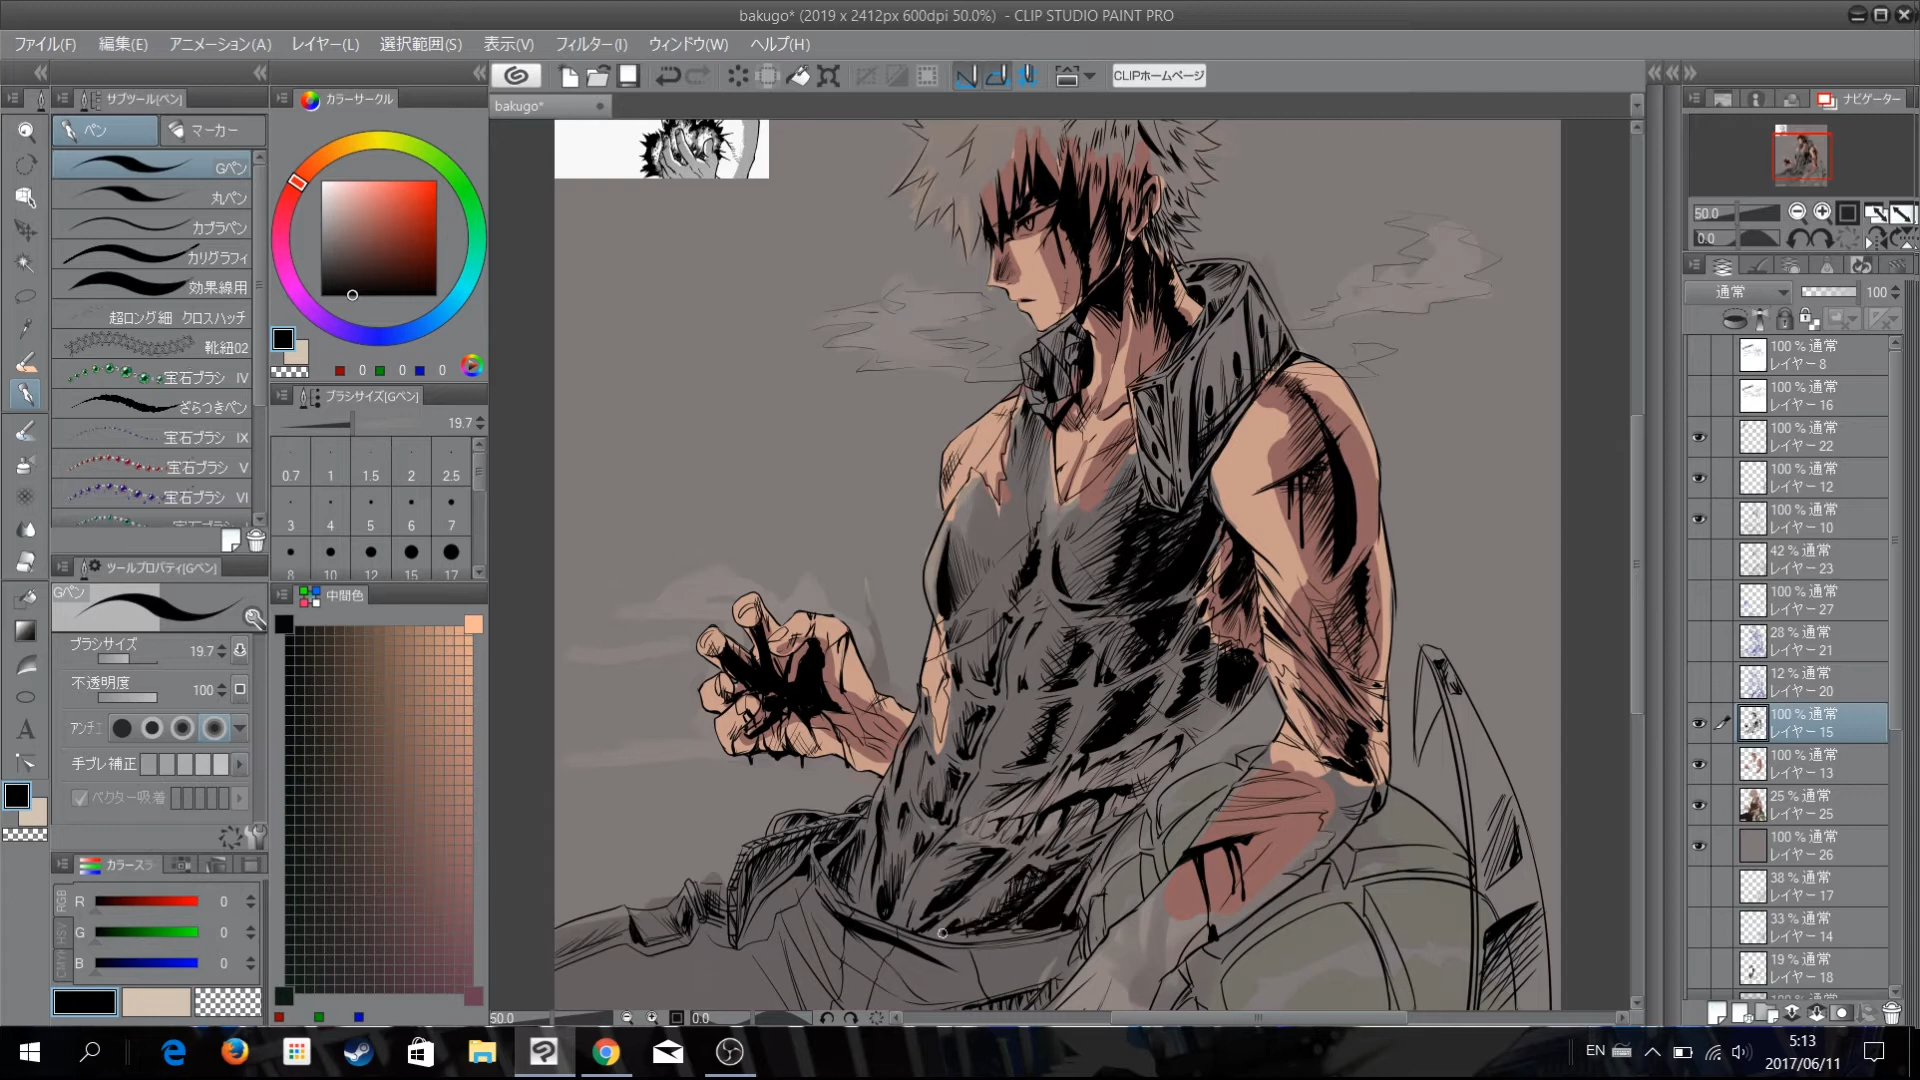 bakugo* (2019 x 2412px 600dpi 50.0%) - CLIP STUDIO PAINT PRO
ファイル(F) 編集(E) アニメーション(A) レイヤー(L) 選択範囲(S) 表示(V) フィルター(I) ウィンドウ(W) ヘルプ(H)
CLIPホームページ
bakugo*
サブツール[ペン]
ペン
マーカー
Gペン
丸ペン
カブラペン
カリグラフィ
効果線用
超ロング細 クロスハッチ
靴紐02
宝石ブラシ IV
ざらつきペン
宝石ブラシ IX
宝石ブラシ V
宝石ブラシ VI
ツールプロパティ[Gペン]
Gペン
ブラシサイズ 19.7
不透明度 100
アンチエ
手ブレ補正
ベクター吸着
カラースラ
RGB
HSV
CMYK
R 0
G 0
B 0
カラーサークル
0 0 0
ブラシサイズ[Gペン]
19.7
0.7 1 1.5 2 2.5
3 4 5 6 7
8 10 12 15 17
中間色
50.0
0.0
ナビゲーター
50.0
0.0
通常 100
100 % 通常
レイヤー 8
100 % 通常
レイヤー 16
100 % 通常
レイヤー 22
100 % 通常
レイヤー 12
100 % 通常
レイヤー 10
42 % 通常
レイヤー 23
100 % 通常
レイヤー 27
28 % 通常
レイヤー 21
12 % 通常
レイヤー 20
100 % 通常
レイヤー 15
100 % 通常
レイヤー 13
25 % 通常
レイヤー 25
100 % 通常
レイヤー 26
38 % 通常
レイヤー 17
33 % 通常
レイヤー 14
19 % 通常
レイヤー 18
EN
5:13
2017/06/11